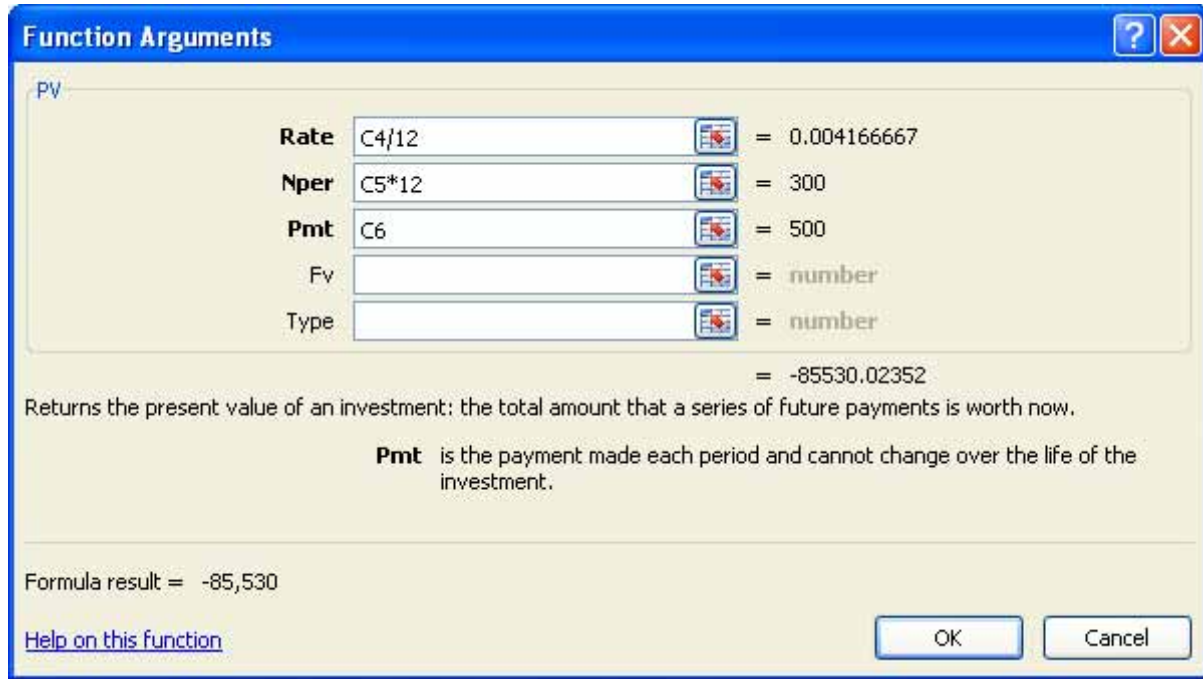 Function Arguments
PV
Rate C4/12 = 0.004166667
Nper C5*12 = 300
Pmt C6 = 500
Fv = number
Type = number
= -85530.02352
Returns the present value of an investment: the total amount that a series of future payments is worth now.
Pmt is the payment made each period and cannot change over the life of the
investment.
Formula result = -85,530
Help on this function OK Cancel